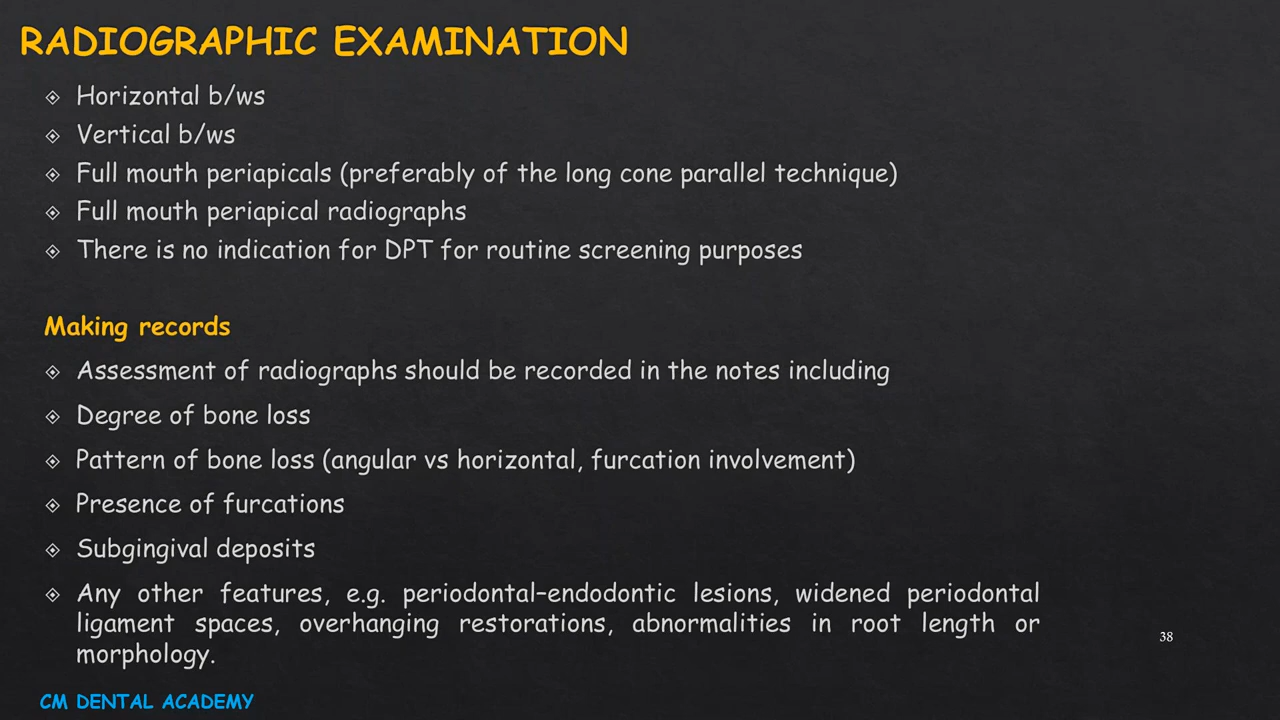 RADIOGRAPHIC EXAMINATION
Horizontal b/ws
Vertical b/ws
Full mouth periapicals (preferably of the long cone parallel technique)
Full mouth periapical radiographs
There is no indication for DPT for routine screening purposes
Making records
Assessment of radiographs should be recorded in the notes including
Degree of bone loss
Pattern of bone loss (angular vs horizontal, furcation involvement)
Presence of furcations
Subgingival deposits
Any other features, e.g. periodontal–endodontic lesions, widened periodontal
ligament spaces, overhanging restorations, abnormalities in root length or
morphology.
38
CM DENTAL ACADEMY